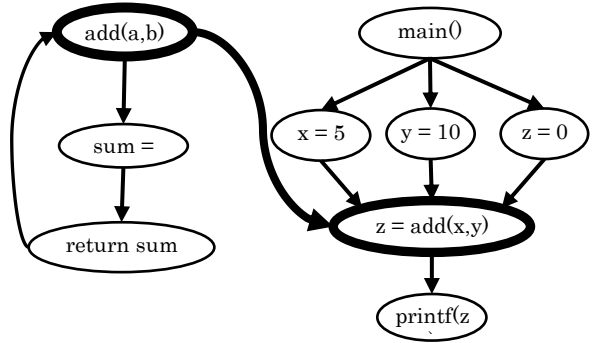 add(a,b)
main()
x = 5
y = 10
z = 0
sum =
return sum
z = add(x,y)
printf(z